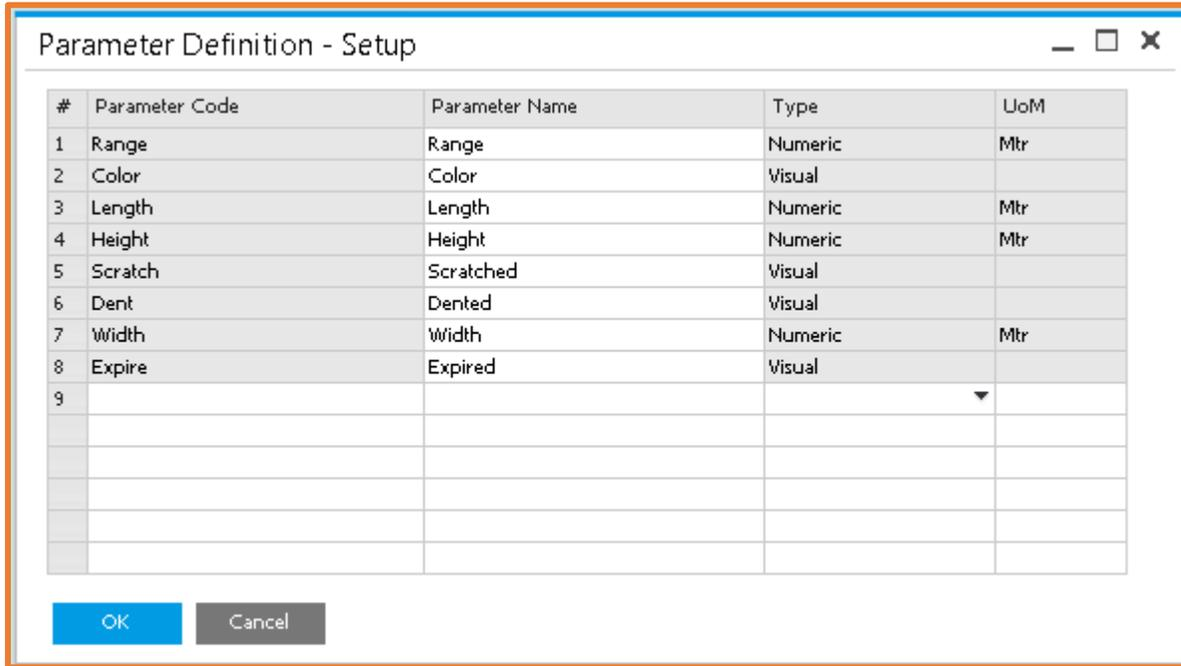 Parameter Definition - Setup
# Parameter Code Parameter Name Type UoM
1 Range Range Numeric Mtr
2 Color Color Visual
3 Length Length Numeric Mtr
4 Height Height Numeric Mtr
5 Scratch Scratched Visual
6 Dent Dented Visual
7 Width Width Numeric Mtr
8 Expire Expired Visual
9
OK Cancel